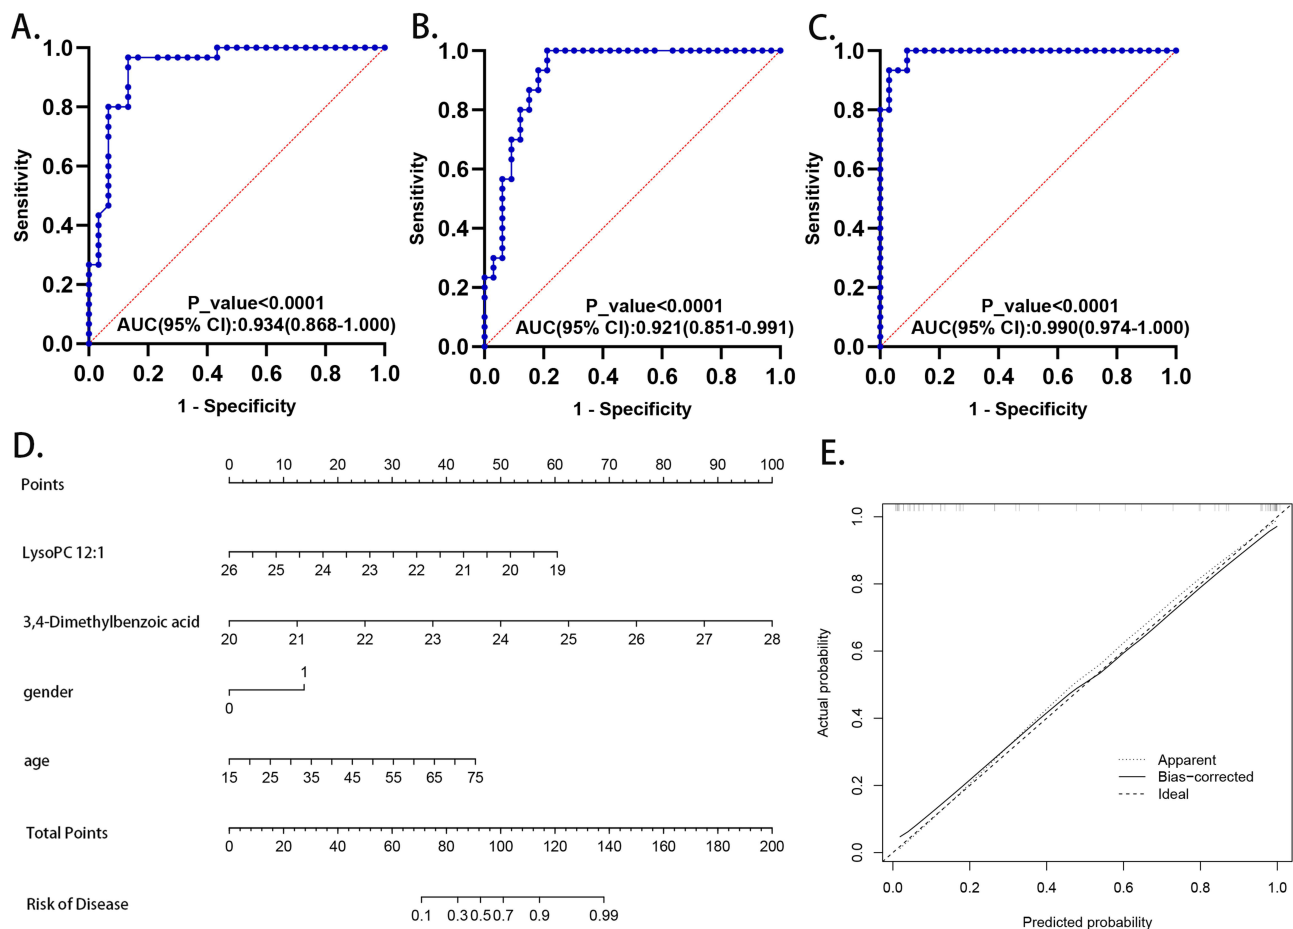 A.
1.0
0.8
0.6
0.4
0.2
0.0
Sensitivity
P_value<0.0001
AUC(95% CI):0.934(0.868-1.000)
0.0 0.2 0.4 0.6 0.8 1.0
1 - Specificity
B.
1.0
0.8
0.6
0.4
0.2
0.0
Sensitivity
P_value<0.0001
AUC(95% CI):0.921(0.851-0.991)
0.0 0.2 0.4 0.6 0.8 1.0
1 - Specificity
C.
1.0
0.8
0.6
0.4
0.2
0.0
Sensitivity
P_value<0.0001
AUC(95% CI):0.990(0.974-1.000)
0.0 0.2 0.4 0.6 0.8 1.0
1 - Specificity
D.
0 10 20 30 40 50 60 70 80 90 100
Points
LysoPC 12:1
26 25 24 23 22 21 20 19
3,4-Dimethylbenzoic acid
20 21 22 23 24 25 26 27 28
1
gender
0
age
15 25 35 45 55 65 75
Total Points
0 20 40 60 80 100 120 140 160 180 200
Risk of Disease
0.1 0.3 0.5 0.7 0.9 0.99
E.
1.0
0.8
0.6
0.4
0.2
0.0
Actual probability
Apparent
Bias-corrected
Ideal
0.0 0.2 0.4 0.6 0.8 1.0
Predicted probability